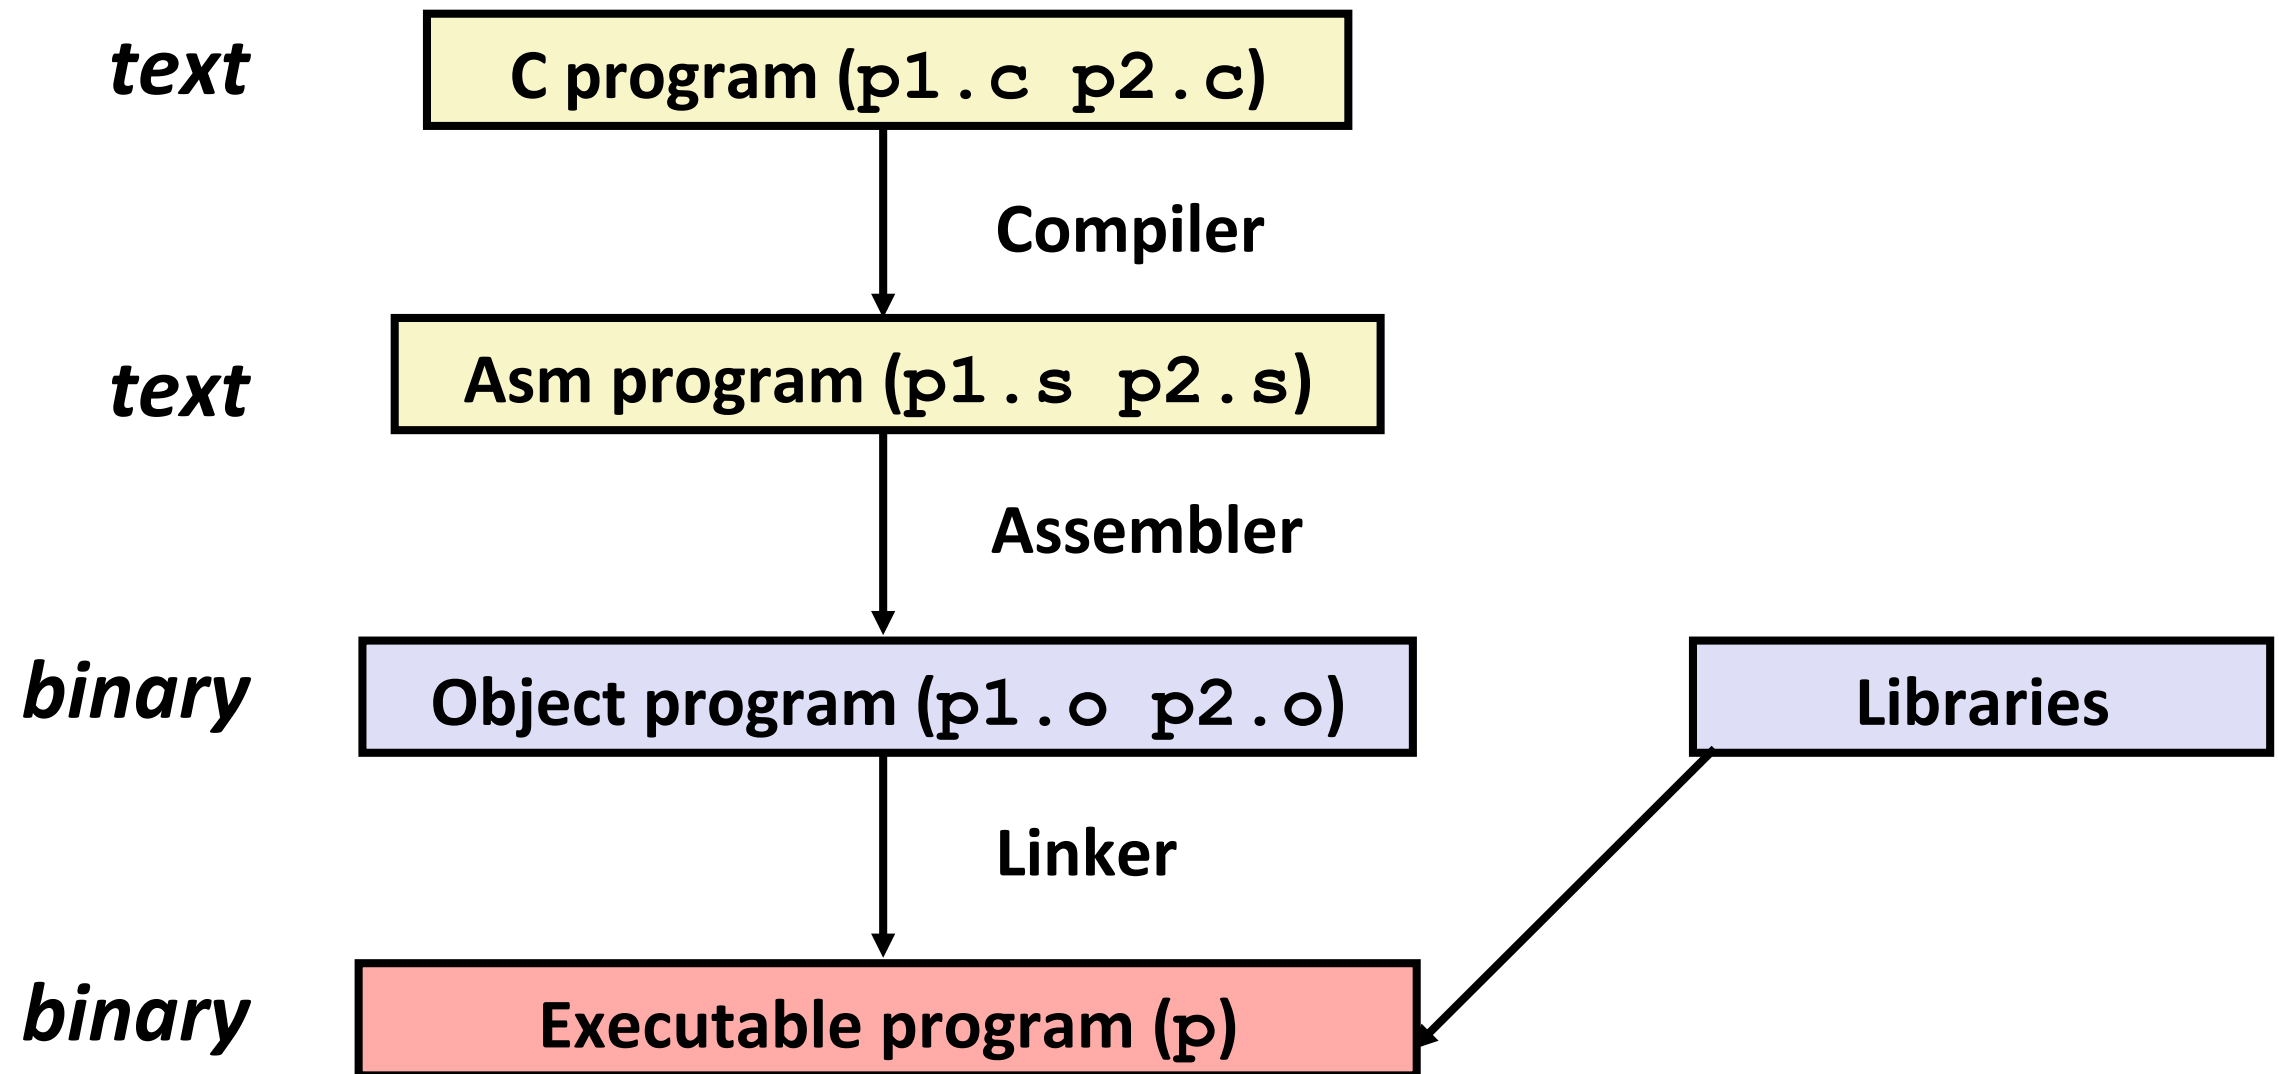 text
C program (p1.c p2.c)
Compiler
text
Asm program (p1.s p2.s)
Assembler
binary
Object program (p1.o p2.o)
Libraries
Linker
binary
Executable program (p)